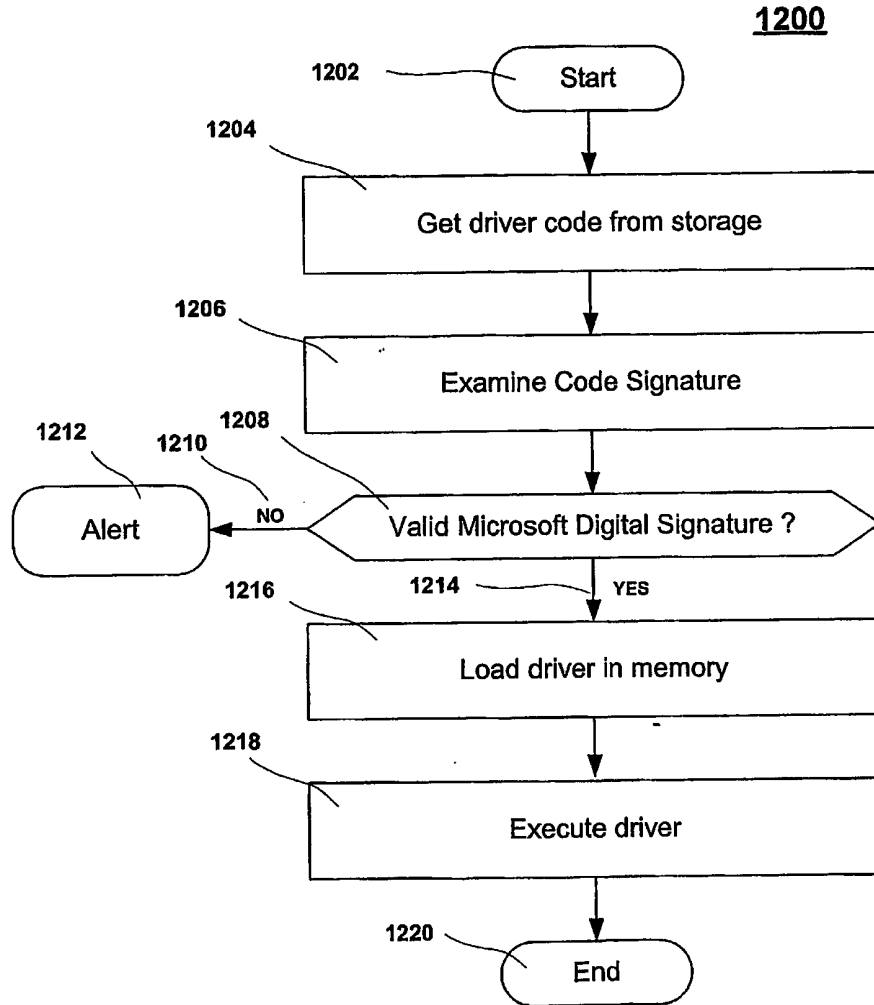 1200
1202
Start
1204
Get driver code from storage
1206
Examine Code Signature
1208
1210
1212
Alert
NO
Valid Microsoft Digital Signature ?
1214
YES
1216
Load driver in memory
1218
Execute driver
1220
End